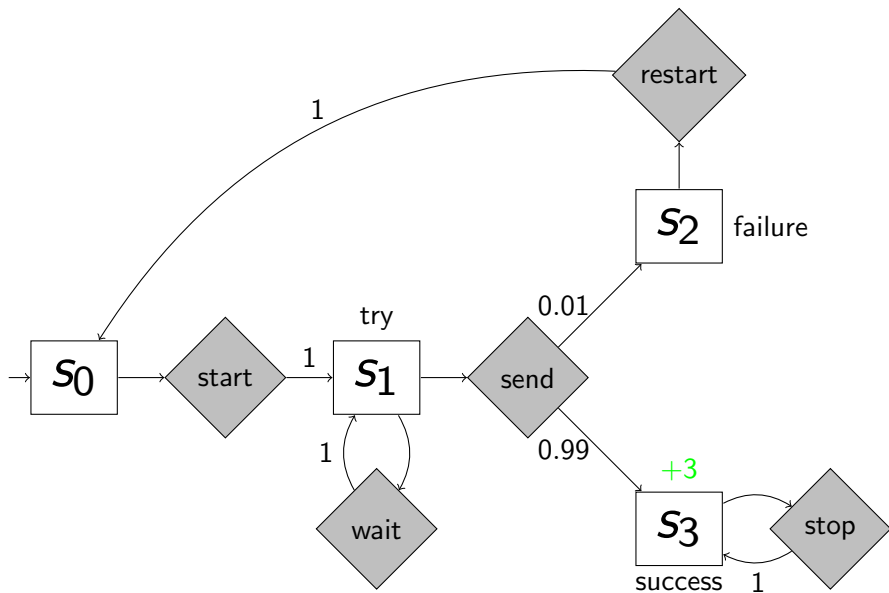 restart
1
s2
failure
0.01
try
s0
start
1
s1
send
0.99
+3
1
wait
s3
stop
success
1